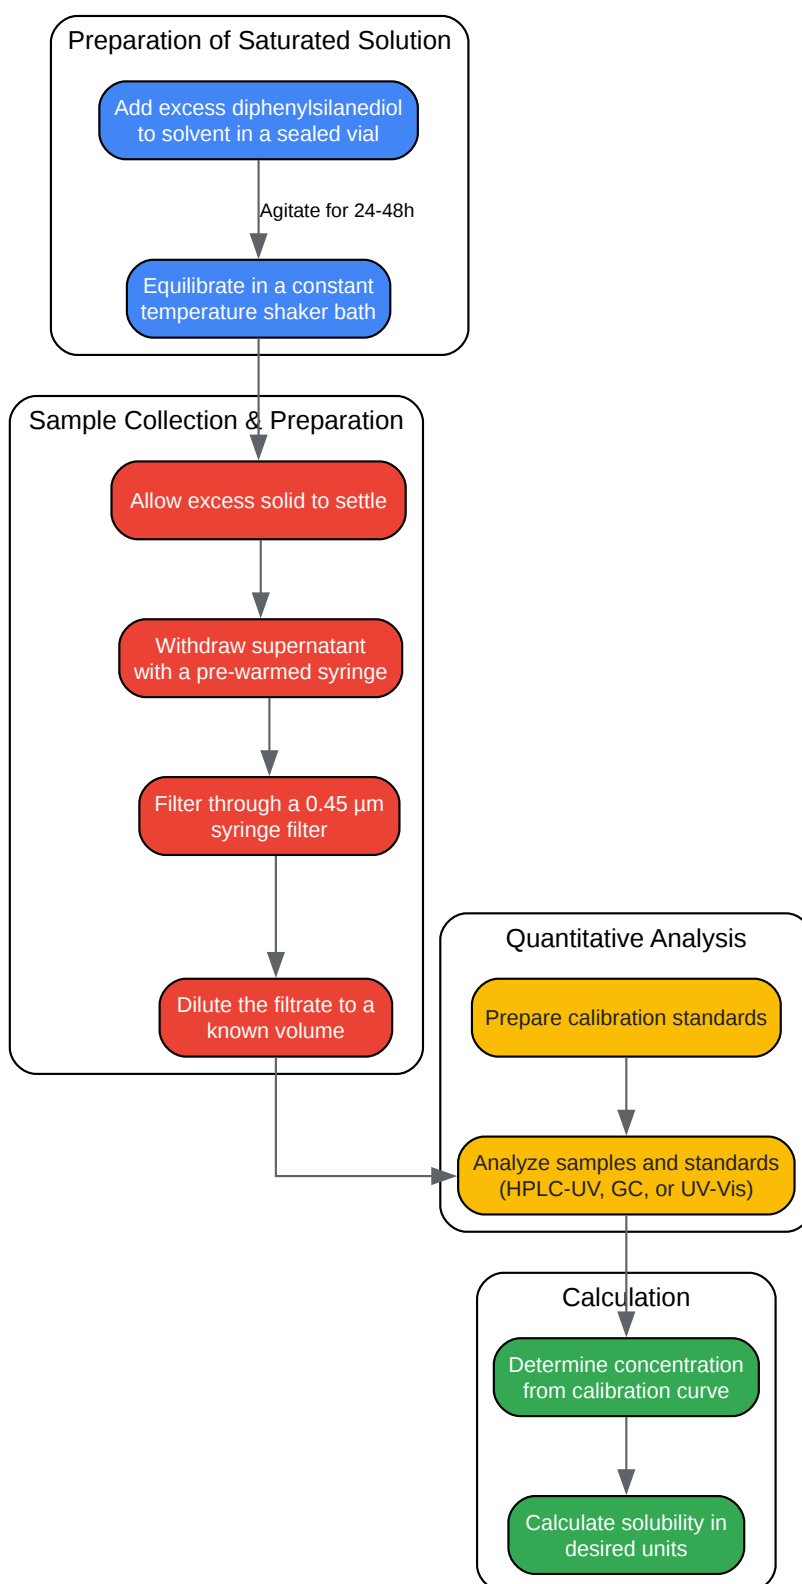 Preparation of Saturated Solution
Add excess diphenylsilanediol
to solvent in a sealed vial
Agitate for 24-48h
Equilibrate in a constant
temperature shaker bath
Sample Collection & Preparation
Allow excess solid to settle
Withdraw supernatant
with a pre-warmed syringe
Filter through a 0.45 µm
syringe filter
Dilute the filtrate to a
known volume
Quantitative Analysis
Prepare calibration standards
Analyze samples and standards
(HPLC-UV, GC, or UV-Vis)
Calculation
Determine concentration
from calibration curve
Calculate solubility in
desired units